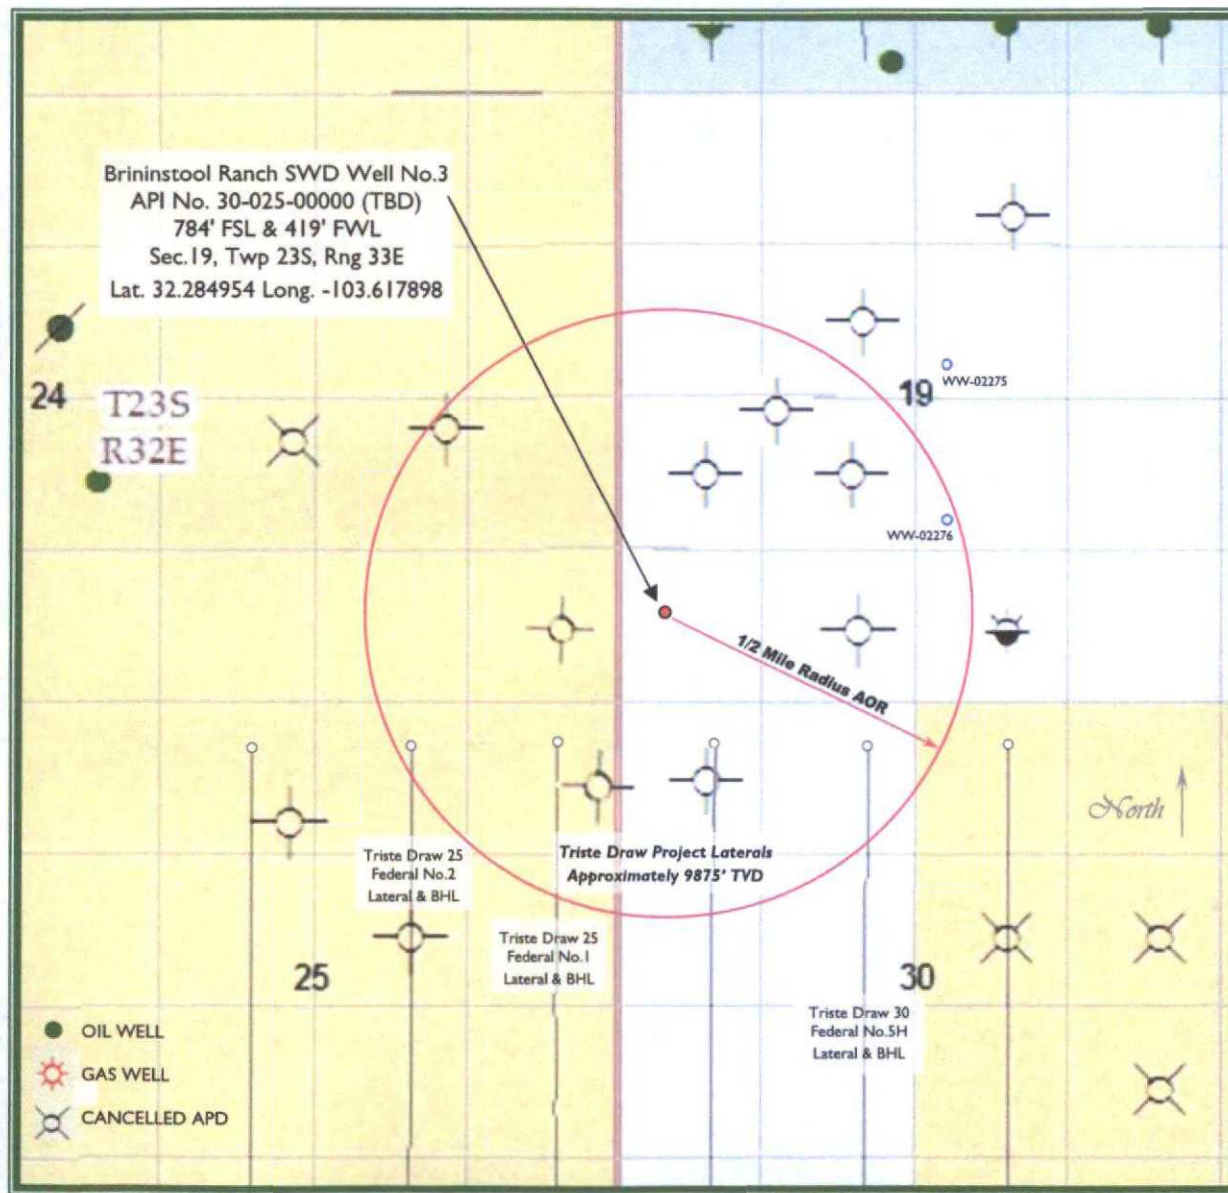 Brininstool Ranch SWD Well No.3
API No. 30-025-00000 (TBD)
784' FSL & 419' FWL
Sec.19, Twp 23S, Rng 33E
Lat. 32.284954 Long. -103.617898
24
T23S
R32E
19
WW-02275
WW-02276
1/2 Mile Radius AOR
North
Triste Draw 25
Federal No.2
Lateral & BHL
Triste Draw Project Laterals
Approximately 9875' TVD
Triste Draw 25
Federal No.1
Lateral & BHL
25
30
Triste Draw 30
Federal No.5H
Lateral & BHL
OIL WELL
GAS WELL
CANCELLED APD